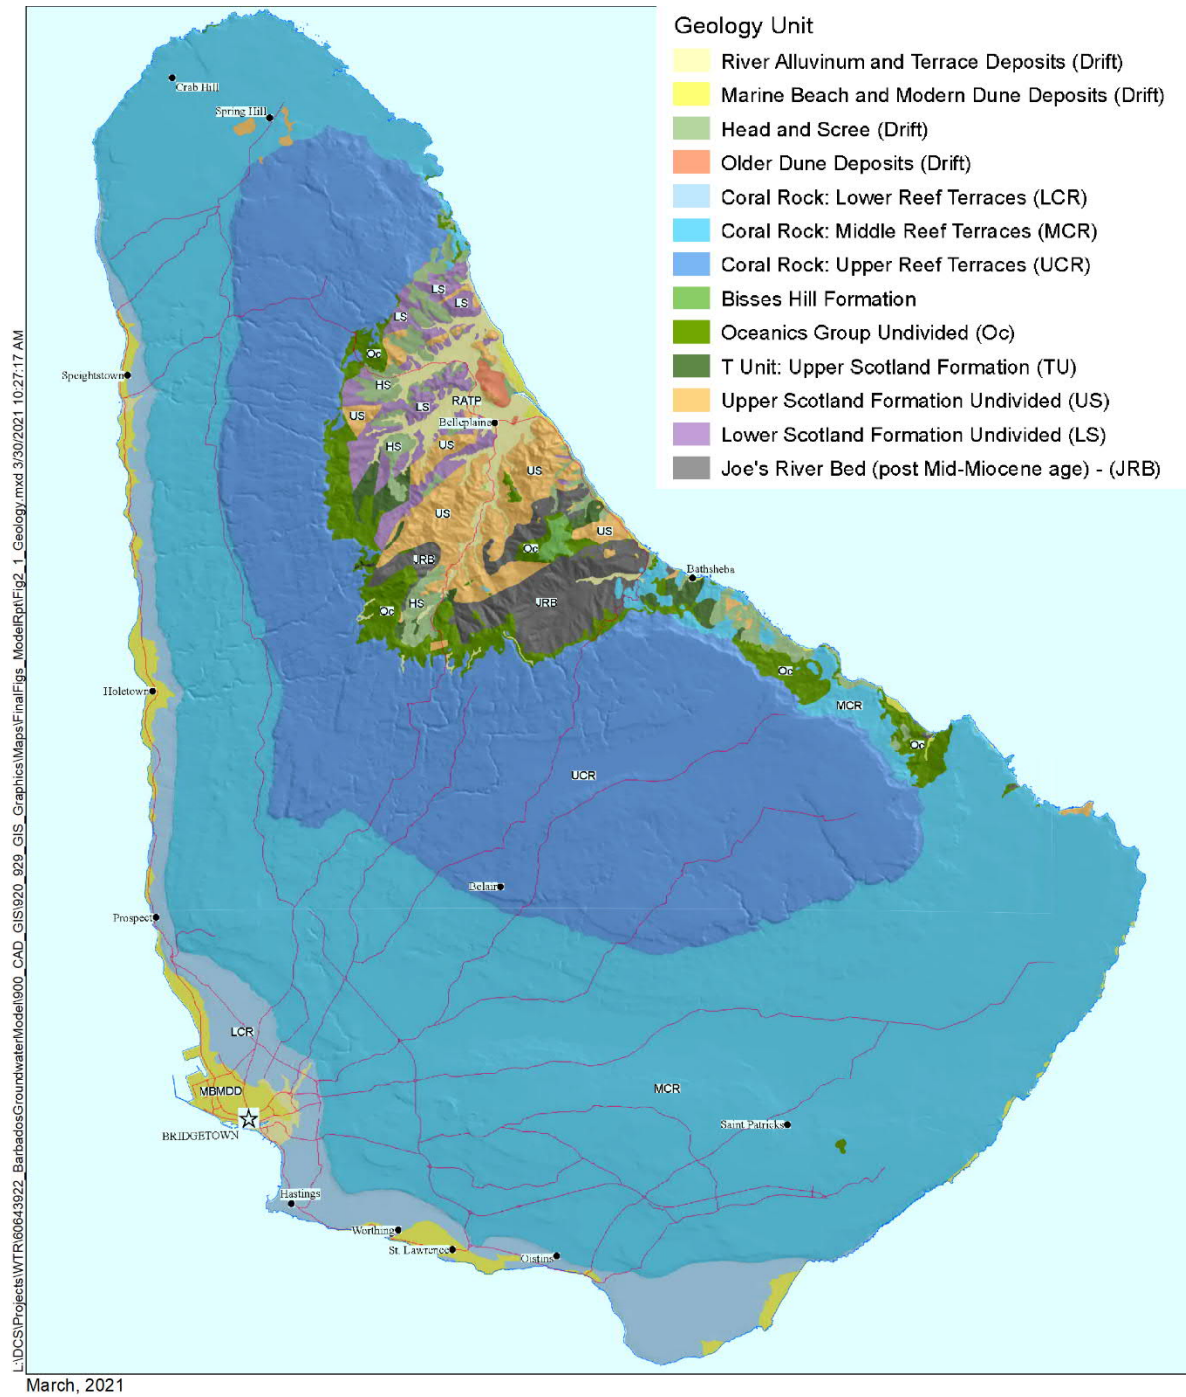 Geology Unit
River Alluvinum and Terrace Deposits (Drift)
Marine Beach and Modern Dune Deposits (Drift)
Head and Scree (Drift)
Older Dune Deposits (Drift)
Coral Rock: Lower Reef Terraces (LCR)
Coral Rock: Middle Reef Terraces (MCR)
Coral Rock: Upper Reef Terraces (UCR)
Bisses Hill Formation
Oceanics Group Undivided (Oc)
T Unit: Upper Scotland Formation (TU)
Upper Scotland Formation Undivided (US)
Lower Scotland Formation Undivided (LS)
Joe's River Bed (post Mid-Miocene age) - (JRB)
Crab Hill
Spring Hill
LS
LS
LS
Oc
Speightstown
HS
LS
RATP
US
Belleplaine
HS
US
US
US
US
Oc
JRB
Bathsheba
Oc
HS
JRB
Oc
Holetown
MCR
Oc
UCR
Belair
Prospect
LCR
MBMDD
MCR
BRIDGETOWN
Saint Patricks
Hastings
Worthing
St. Lawrence
Oistins
L:\DCS\Projects\WTR\60643922_BarbadosGroundwaterModel\900_CAD_GIS\920_929_GIS_Graphics\Maps\FinalFigs_ModelRpt\Fig2_1_Geology.mxd 3/30/2021 10:27:17 AM
March, 2021